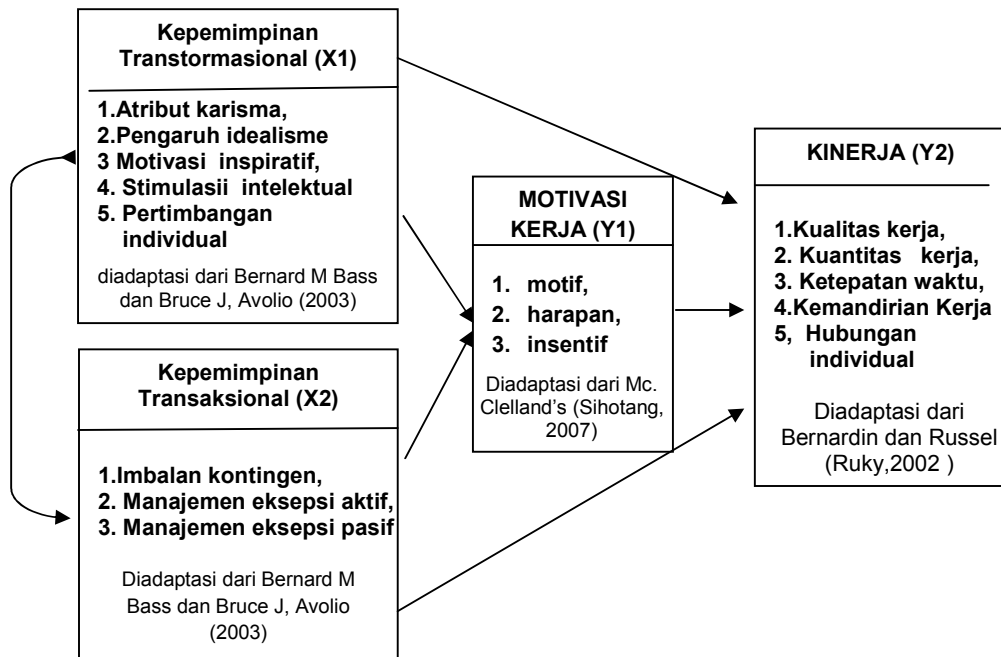 Kepemimpinan
Transtormasional (X1)
1.Atribut karisma,
2.Pengaruh idealisme
3 Motivasi inspiratif,
4. Stimulasii intelektual
5. Pertimbangan
individual
diadaptasi dari Bernard M Bass
dan Bruce J, Avolio (2003)
Kepemimpinan
Transaksional (X2)
1.Imbalan kontingen,
2. Manajemen eksepsi aktif,
3. Manajemen eksepsi pasif
Diadaptasi dari Bernard M
Bass dan Bruce J, Avolio
(2003)
MOTIVASI
KERJA (Y1)
1. motif,
2. harapan,
3. insentif
Diadaptasi dari Mc.
Clelland's (Sihotang,
2007)
KINERJA (Y2)
1.Kualitas kerja,
2. Kuantitas kerja,
3. Ketepatan waktu,
4.Kemandirian Kerja
5, Hubungan
individual
Diadaptasi dari
Bernardin dan Russel
(Ruky,2002 )